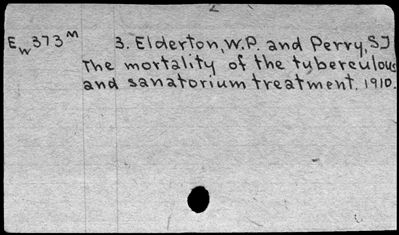 Ew373M 3. Elderton, W.P. and Perry, S.J
The mortality of the tuberculous
and sanatorium treatment. 1910.